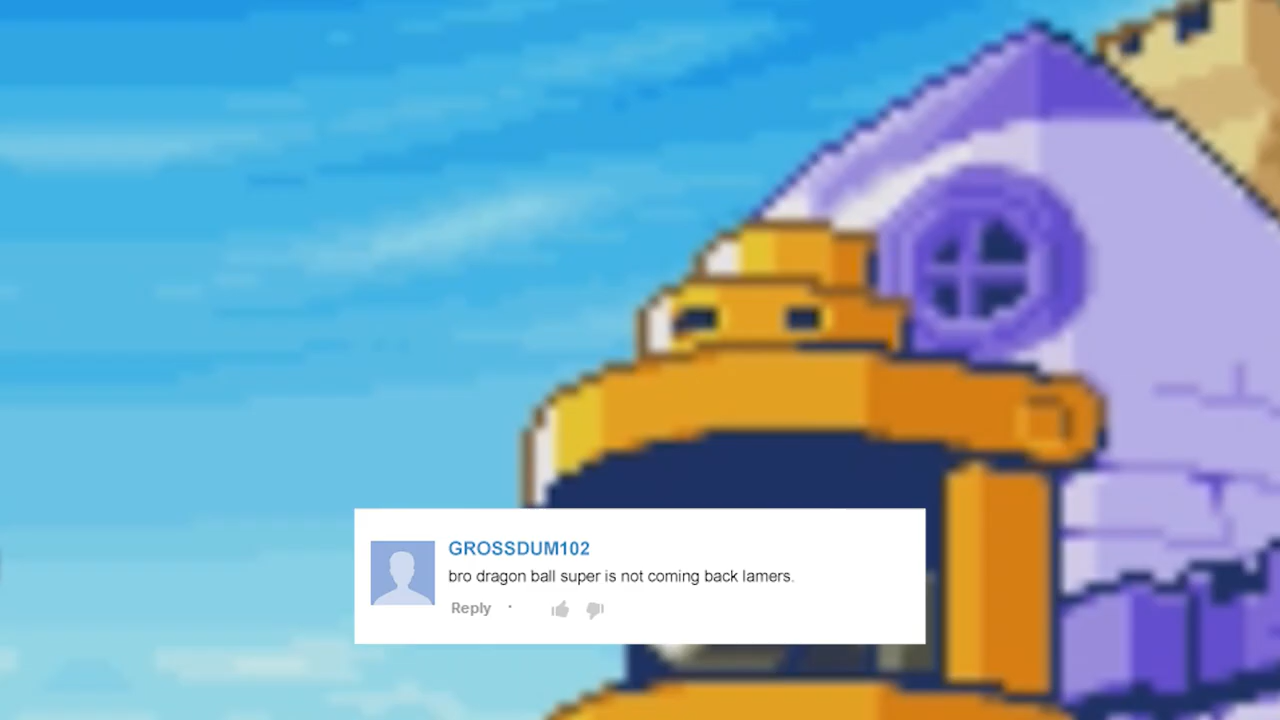 GROSSDUM102
bro dragon ball super is not coming back lamers.
Reply ·